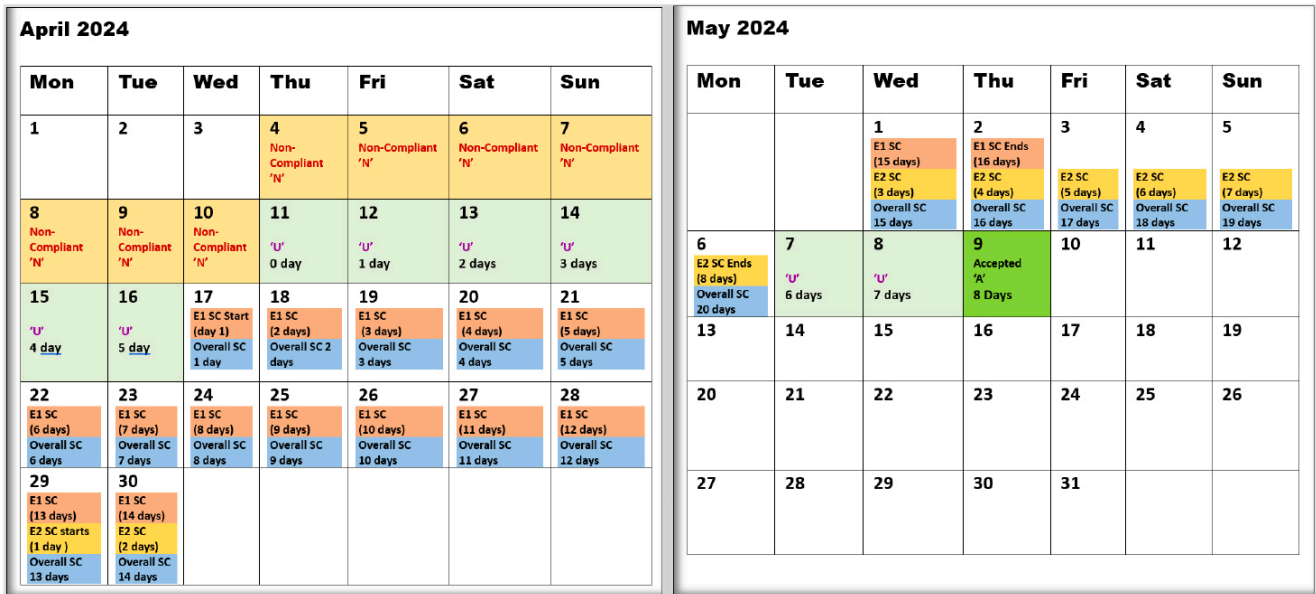 April 2024
Mon Tue Wed Thu Fri Sat Sun
1 2 3 4 5 6 7
Non- Non-Compliant Non-Compliant Non-Compliant
Compliant 'N' 'N' 'N'
'N'
8 9 10 11 12 13 14
Non- Non- Non-
Compliant Compliant Compliant 'U' 'U' 'U' 'U'
'N' 'N' 'N' 0 day 1 day 2 days 3 days
15 16 17 18 19 20 21
E1 SC Start E1 SC E1 SC E1 SC E1 SC
'U' 'U' (day 1) (2 days) (3 days) (4 days) (5 days)
4 day 5 day Overall SC Overall SC 2 Overall SC Overall SC Overall SC
1 day days 3 days 4 days 5 days
22 23 24 25 26 27 28
E1 SC E1 SC E1 SC E1 SC E1 SC E1 SC E1 SC
(6 days) (7 days) (8 days) (9 days) (10 days) (11 days) (12 days)
Overall SC Overall SC Overall SC Overall SC Overall SC Overall SC Overall SC
6 days 7 days 8 days 9 days 10 days 11 days 12 days
29 30
E1 SC E1 SC
(13 days) (14 days)
E2 SC starts E2 SC
(1 day ) (2 days)
Overall SC Overall SC
13 days 14 days
May 2024
Mon Tue Wed Thu Fri Sat Sun
1 2 3 4 5
E1 SC E1 SC Ends
(15 days) (16 days)
E2 SC E2 SC E2 SC E2 SC E2 SC
(3 days) (4 days) (5 days) (6 days) (7 days)
Overall SC Overall SC Overall SC Overall SC Overall SC
15 days 16 days 17 days 18 days 19 days
6 7 8 9 10 11 12
E2 SC Ends Accepted
(8 days) 'U' 'U' 'A'
Overall SC 6 days 7 days 8 Days
20 days
13 14 15 16 17 18 19
20 21 22 23 24 25 26
27 28 29 30 31